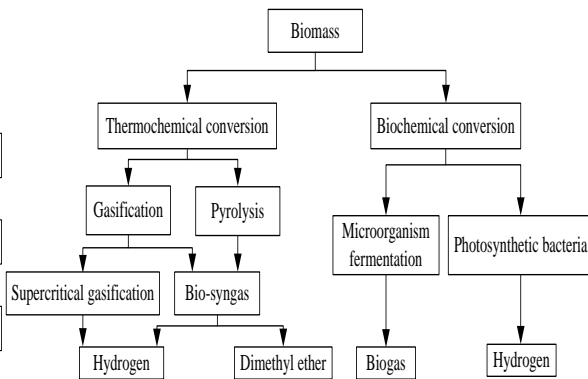 Biomass
Thermochemical conversion
Biochemical conversion
Gasification
Pyrolysis
Microorganism
fermentation
Photosynthetic bacteria
Supercritical gasification
Bio-syngas
Hydrogen
Dimethyl ether
Biogas
Hydrogen